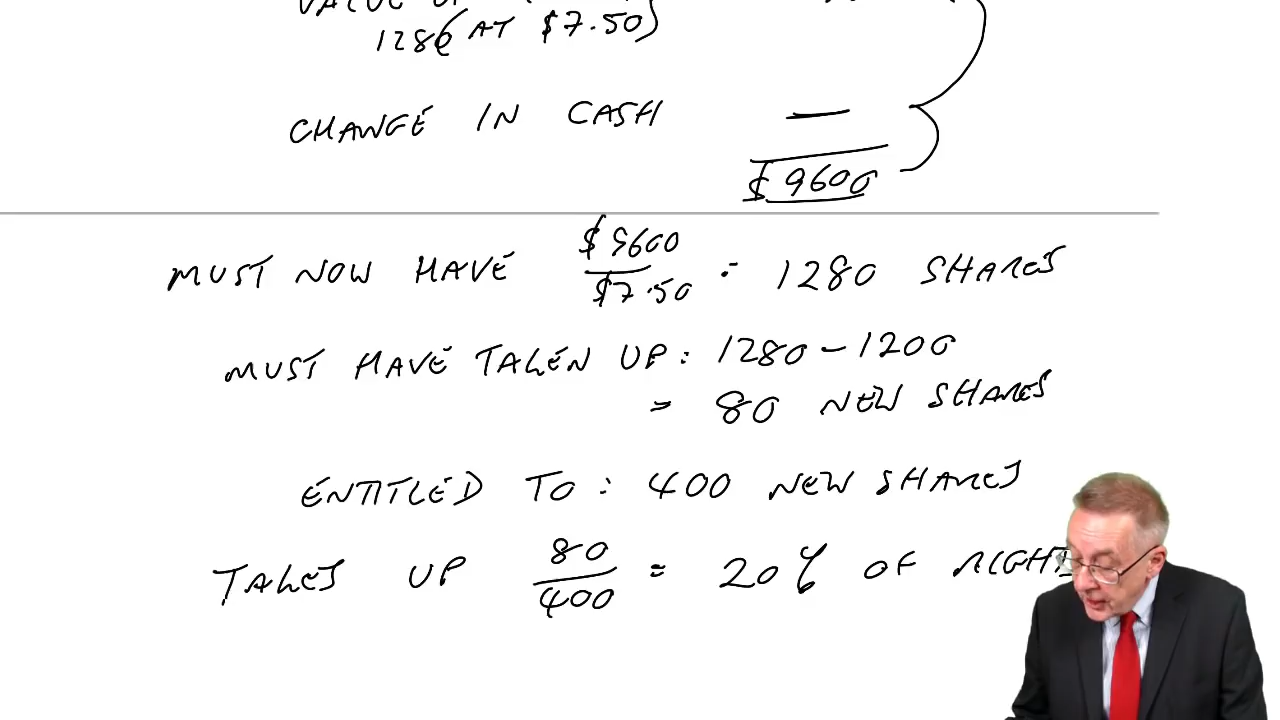 1280 AT $7.50)
CHANGE IN CASH —
$9600
MUST NOW HAVE $9600 / $7.50 = 1280 SHARES
MUST HAVE TAKEN UP: 1280 - 1200
= 80 NEW SHARES
ENTITLED TO: 400 NEW SHARES
TAKES UP 80 / 400 = 20% OF